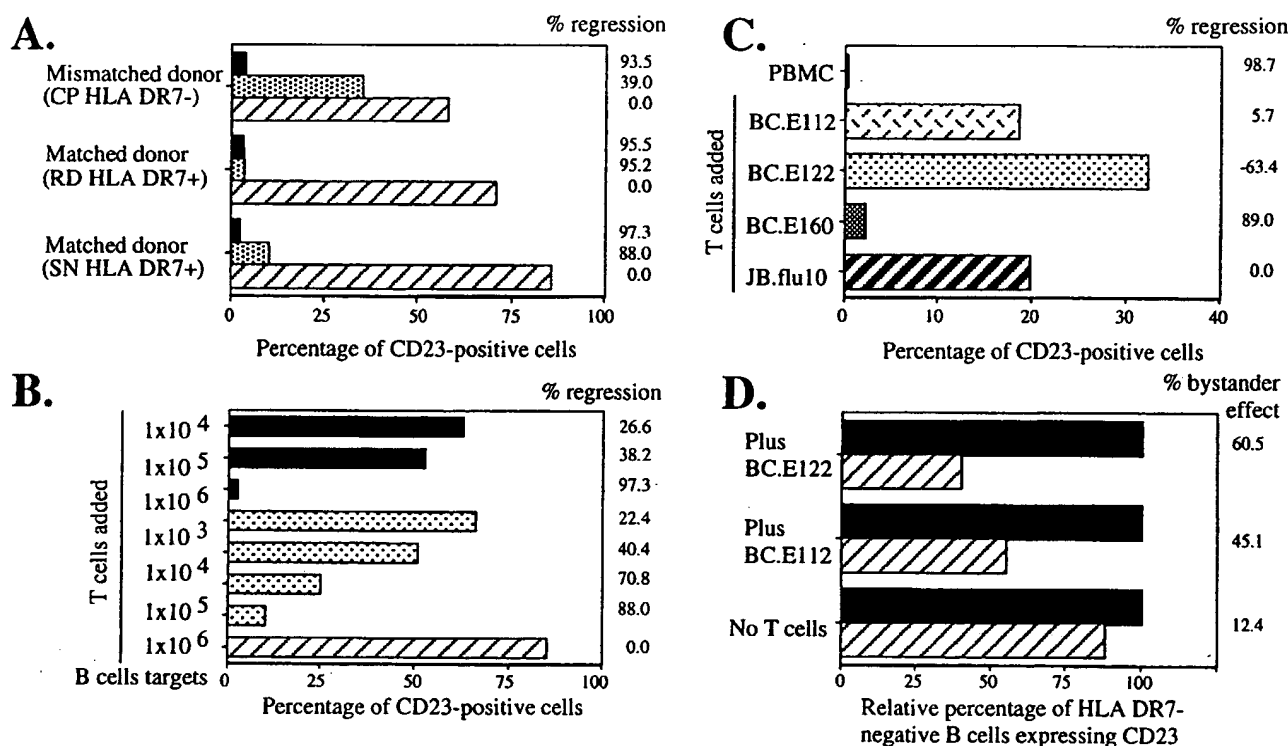 A.
% regression
Mismatched donor
(CP HLA DR7-)
93.5
39.0
0.0
Matched donor
(RD HLA DR7+)
95.5
95.2
0.0
Matched donor
(SN HLA DR7+)
97.3
88.0
0.0
0 25 50 75 100
Percentage of CD23-positive cells
B.
% regression
T cells added
1x10 4
1x10 5
1x10 6
1x10 3
1x10 4
1x10 5
1x10 6
B cells targets
26.6
38.2
97.3
22.4
40.4
70.8
88.0
0.0
0 25 50 75 100
Percentage of CD23-positive cells
C.
% regression
T cells added
PBMC 98.7
BC.E112 5.7
BC.E122 -63.4
BC.E160 89.0
JB.flu10 0.0
0 10 20 30 40
Percentage of CD23-positive cells
D.
% bystander
effect
Plus
BC.E122
60.5
Plus
BC.E112
45.1
No T cells 12.4
0 25 50 75 100
Relative percentage of HLA DR7-
negative B cells expressing CD23